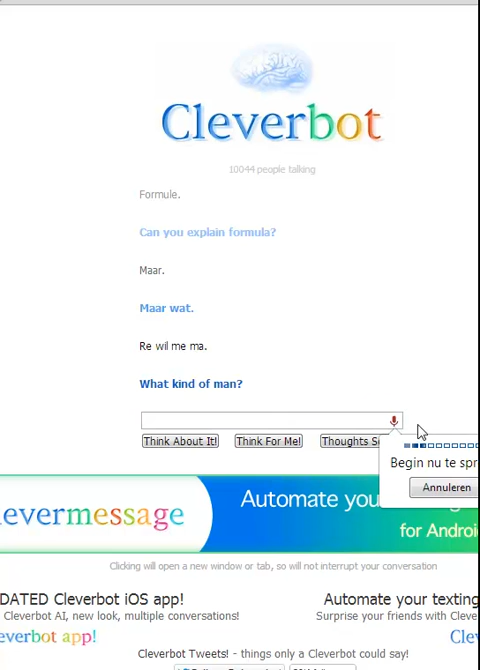 Cleverbot
10044 people talking
Formule.
Can you explain formula?
Maar.
Maar wat.
Re wil me ma.
What kind of man?
Think About It! Think For Me! Thoughts S
Begin nu te spr
Annuleren
levermessage
Automate you
for Androi
Clicking will open a new window or tab, so will not interrupt your conversation
DATED Cleverbot iOS app! Automate your texting
Cleverbot AI, new look, multiple conversations! Surprise your friends with Cleve
everbot app! Cle
Cleverbot Tweets! - things only a Cleverbot could say!